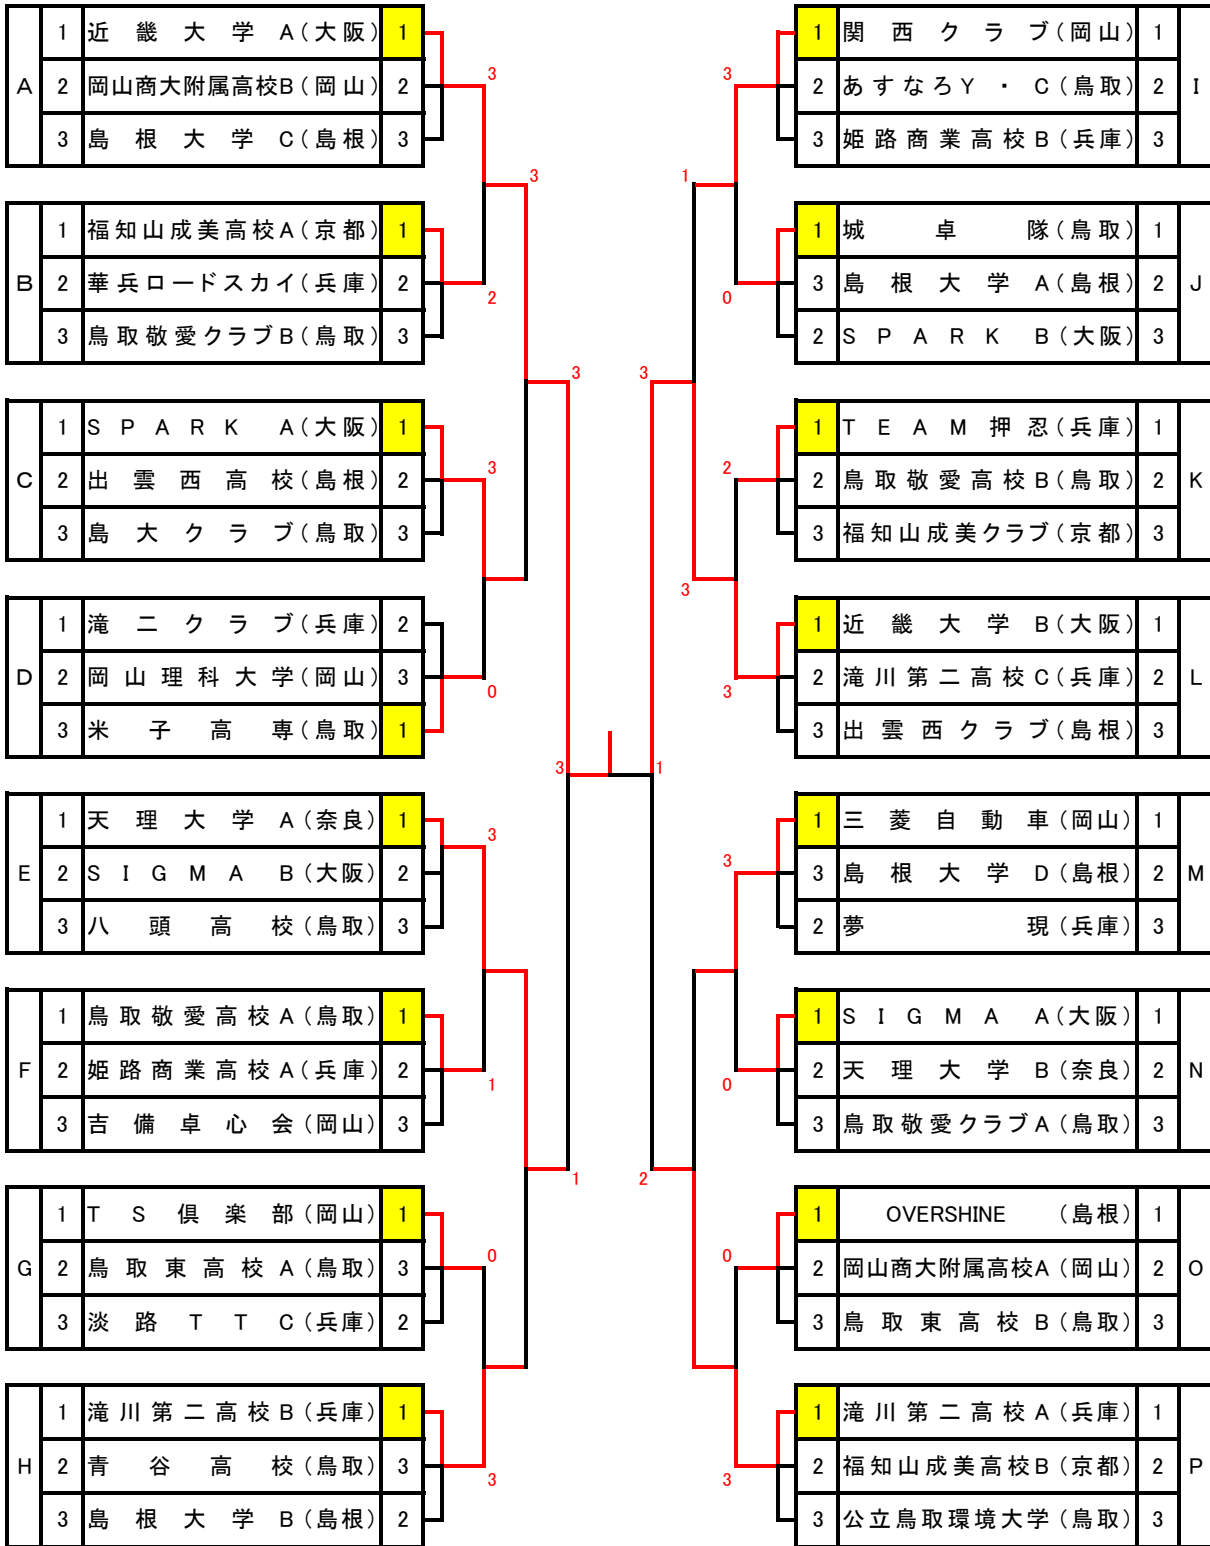 A
1 近畿大学A(大阪) 1
2 岡山商大附属高校B(岡山) 2
3 島根大学C(島根) 3
3
3
B
1 福知山成美高校A(京都) 1
2 華兵ロードスカイ(兵庫) 2
3 鳥取敬愛クラブB(鳥取) 3
2
3
C
1 SPARK A(大阪) 1
2 出雲西高校(島根) 2
3 島大クラブ(鳥取) 3
3
D
1 滝二クラブ(兵庫) 2
2 岡山理科大学(岡山) 3
3 米子高専(鳥取) 1
0
3
E
1 天理大学A(奈良) 1
2 SIGMA B(大阪) 2
3 八頭高校(鳥取) 3
3
F
1 鳥取敬愛高校A(鳥取) 1
2 姫路商業高校A(兵庫) 2
3 吉備卓心会(岡山) 3
1
1
G
1 TS倶楽部(岡山) 1
2 鳥取東高校A(鳥取) 3
3 淡路TTC(兵庫) 2
0
H
1 滝川第二高校B(兵庫) 1
2 青谷高校(鳥取) 3
3 島根大学B(島根) 2
3
1 関西クラブ(岡山) 1
2 あすなろY・C(鳥取) 2
3 姫路商業高校B(兵庫) 3
I
3
1
1 城卓隊(鳥取) 1
3 島根大学A(島根) 2
2 SPARK B(大阪) 3
J
0
3
1 TEAM押忍(兵庫) 1
2 鳥取敬愛高校B(鳥取) 2
3 福知山成美クラブ(京都) 3
K
2
3
1 近畿大学B(大阪) 1
2 滝川第二高校C(兵庫) 2
3 出雲西クラブ(島根) 3
L
3
1
1 三菱自動車(岡山) 1
3 島根大学D(島根) 2
2 夢現(兵庫) 3
M
3
1 SIGMA A(大阪) 1
2 天理大学B(奈良) 2
3 鳥取敬愛クラブA(鳥取) 3
N
0
2
1 OVERSHINE (島根) 1
2 岡山商大附属高校A(岡山) 2
3 鳥取東高校B(鳥取) 3
O
0
1 滝川第二高校A(兵庫) 1
2 福知山成美高校B(京都) 2
3 公立鳥取環境大学(鳥取) 3
P
3